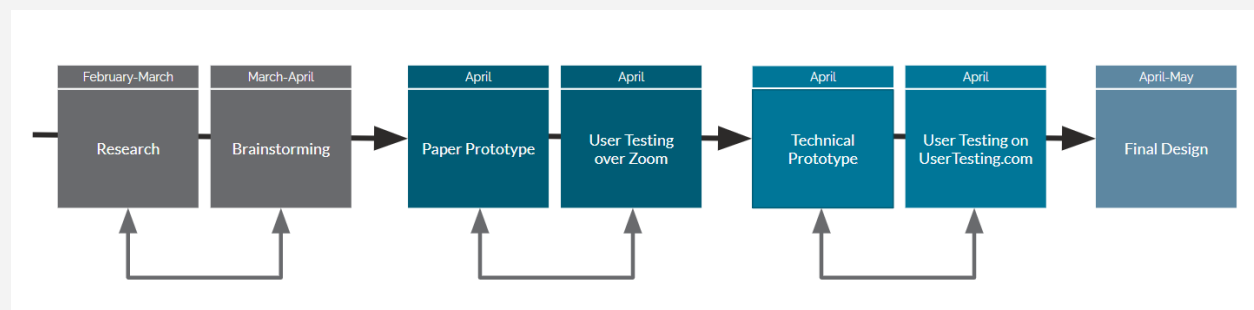 February-March
Research
March-April
Brainstorming
April
Paper Prototype
April
User Testing
over Zoom
April
Technical
Prototype
April
User Testing on
UserTesting.com
April-May
Final Design